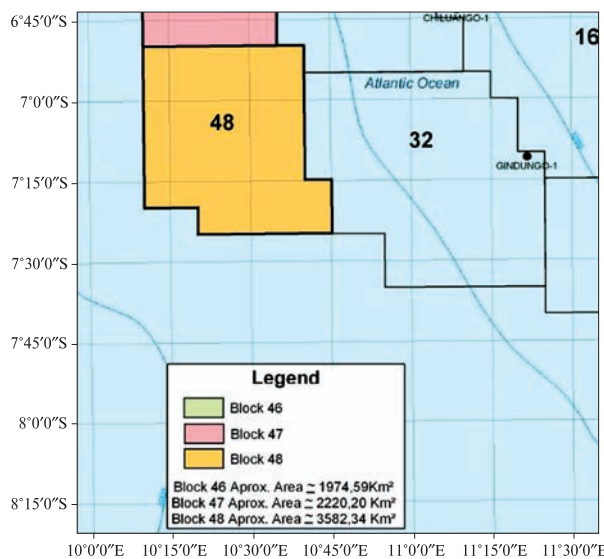 6°45′0″S
CHILUANGO-1
16
Atlantic Ocean
7°0′0″S
48
32
GINDUNGO-1
7°15′0″S
7°30′0″S
7°45′0″S
Legend
Block 46
Block 47
Block 48
Block 46 Aprox. Area ≃ 1974,59Km²
Block 47 Aprox. Area ≃ 2220,20 Km²
Block 48 Aprox. Area ≃ 3582,34 Km²
8°0′0″S
8°15′0″S
10°0′0″E 10°15′0″E 10°30′0″E 10°45′0″E 11°0′0″E 11°15′0″E 11°30′0″E